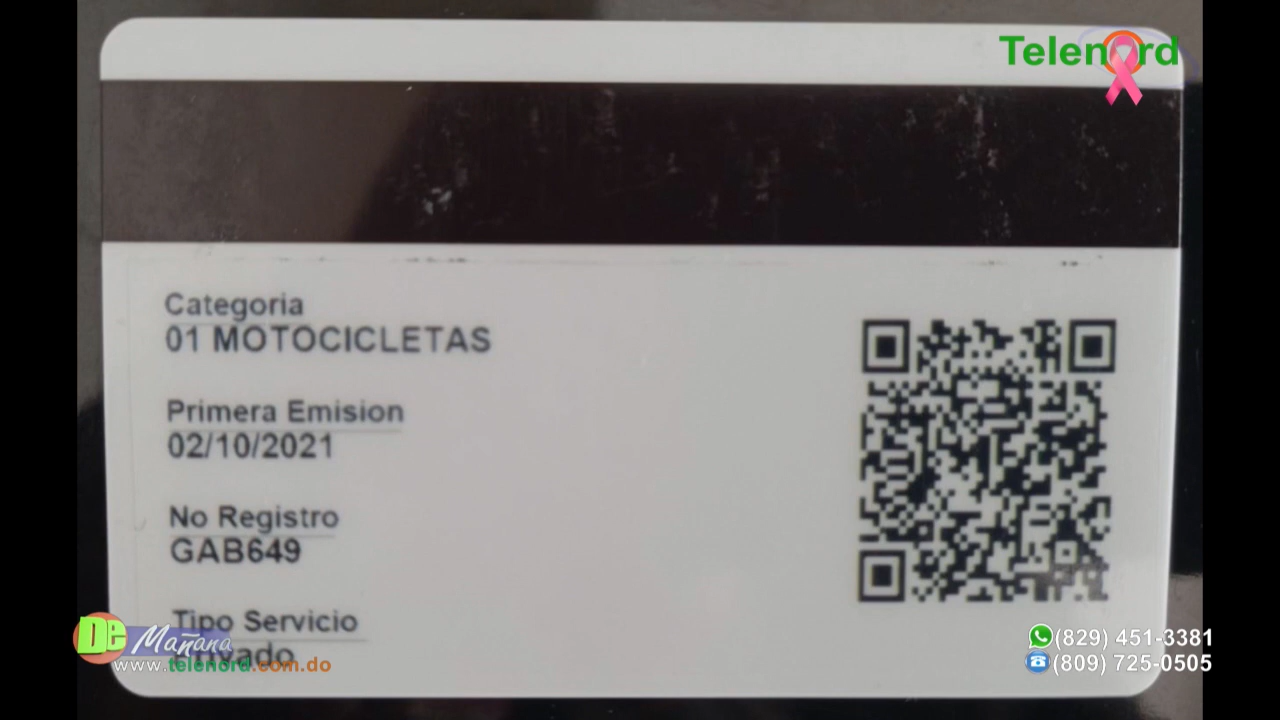 Telenord
Categoria
01 MOTOCICLETAS
Primera Emision
02/10/2021
No Registro
GAB649
Tipo Servicio
Privado
De Mañana
www.telenord.com.do
(829) 451-3381
(809) 725-0505